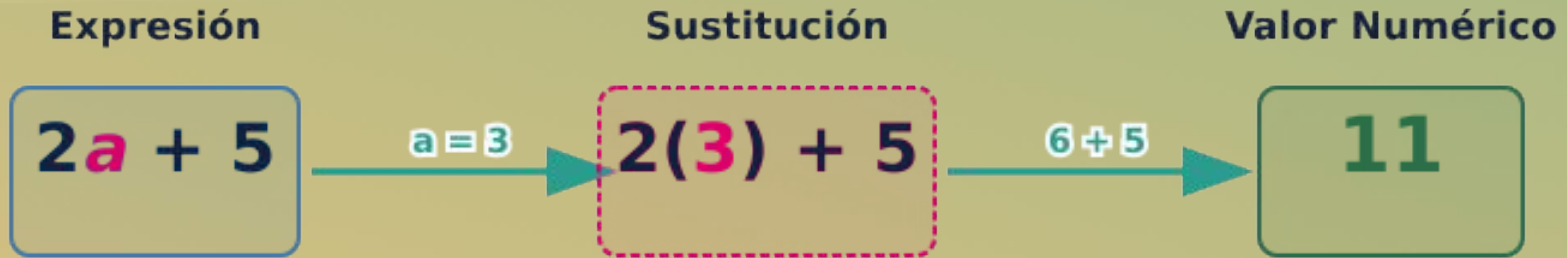 Expresión
Sustitución
Valor Numérico
2a + 5
a = 3
2(3) + 5
6 + 5
11